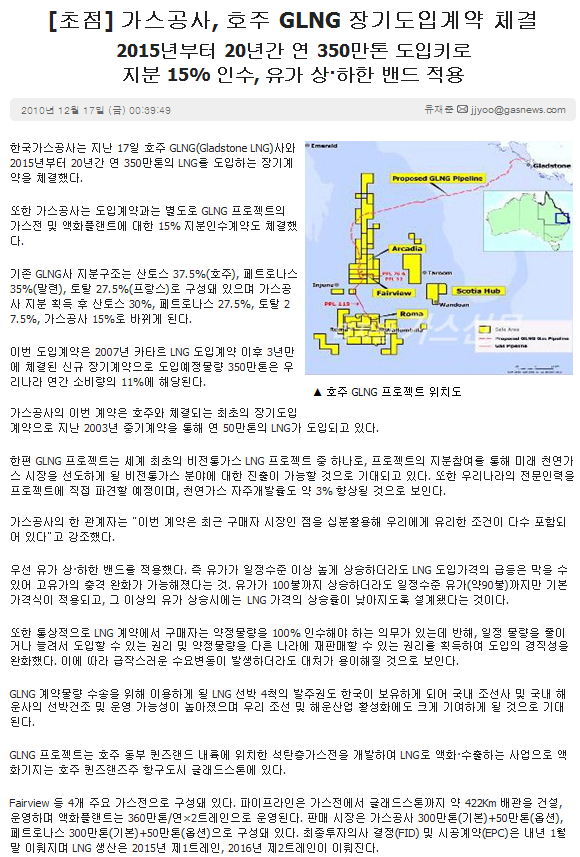 [초점] 가스공사, 호주 GLNG 장기도입계약 체결
2015년부터 20년간 연 350만톤 도입키로
지분 15% 인수, 유가 상·하한 밴드 적용
2010년 12월 17일 (금) 00:39:49
유재준 jjyoo@gasnews.com
한국가스공사는 지난 17일 호주 GLNG(Gladstone LNG)사와
2015년부터 20년간 연 350만톤의 LNG를 도입하는 장기계
약을 체결했다.
또한 가스공사는 도입계약과는 별도로 GLNG 프로젝트의
가스전 및 액화플랜트에 대한 15% 지분인수계약도 체결했
다.
기존 GLNG사 지분구조는 산토스 37.5%(호주), 페트로나스
35%(말련), 토탈 27.5%(프랑스)로 구성돼 있으며 가스공
사 지분 획득 후 산토스 30%, 페트로나스 27.5%, 토탈 2
7.5%, 가스공사 15%로 바뀌게 된다.
이번 도입계약은 2007년 카타르 LNG 도입계약 이후 3년만
에 체결된 신규 장기계약으로 도입예정물량 350만톤은 우
리나라 연간 소비량의 11%에 해당된다.
가스공사의 이번 계약은 호주와 체결되는 최초의 장기도입
계약으로 지난 2003년 중기계약을 통해 연 50만톤의 LNG가 도입되고 있다.
Emerald
Gladstone
Proposed GLNG Pipeline
Arcadia
Taroom
Injune
Fairview
Scotia Hub
Wandoan
Roma
Gas Area
Proposed GLNG Gas Pipeline
Gas Pipeline
▲ 호주 GLNG 프로젝트 위치도
한편 GLNG 프로젝트는 세계 최초의 비전통가스 LNG 프로젝트 중 하나로, 프로젝트의 지분참여를 통해 미래 천연가
스 시장을 선도하게 될 비전통가스 분야에 대한 진출이 가능할 것으로 기대되고 있다. 또한 우리나라의 전문인력을
프로젝트에 직접 파견할 예정이며, 천연가스 자주개발률도 약 3% 향상될 것으로 보인다.
가스공사의 한 관계자는 "이번 계약은 최근 구매자 시장인 점을 십분활용해 우리에게 유리한 조건이 다수 포함되
어 있다"고 강조했다.
우선 유가 상·하한 밴드를 적용했다. 즉 유가가 일정수준 이상 높게 상승하더라도 LNG 도입가격의 급등은 막을 수
있어 고유가의 충격 완화가 가능해졌다는 것. 유가가 100불까지 상승하더라도 일정수준 유가(약90불)까지만 기본
가격식이 적용되고, 그 이상의 유가 상승시에는 LNG 가격의 상승률이 낮아지도록 설계됐다는 것이다.
또한 통상적으로 LNG 계약에서 구매자는 약정물량을 100% 인수해야 하는 의무가 있는데 반해, 일정 물량을 줄이
거나 늘려서 도입할 수 있는 권리 및 약정물량을 다른 나라에 재판매할 수 있는 권리를 획득하여 도입의 경직성을
완화했다. 이에 따라 급작스러운 수요변동이 발생하더라도 대처가 용이해질 것으로 보인다.
GLNG 계약물량 수송을 위해 이용하게 될 LNG 선박 4척의 발주권도 한국이 보유하게 되어 국내 조선사 및 국내 해
운사의 선박건조 및 운영 가능성이 높아졌으며 우리 조선 및 해운산업 활성화에도 크게 기여하게 될 것으로 기대
된다.
GLNG 프로젝트는 호주 동부 퀸즈랜드 내륙에 위치한 석탄층가스전을 개발하여 LNG로 액화·수출하는 사업으로 액
화기지는 호주 퀸즈랜드주 항구도시 글래드스톤에 있다.
Fairview 등 4개 주요 가스전으로 구성돼 있다. 파이프라인은 가스전에서 글래드스톤까지 약 422Km 배관을 건설,
운영하며 액화플랜트는 360만톤/연×2트레인으로 운영된다. 판매 시장은 가스공사 300만톤(기본)+50만톤(옵션),
페트로나스 300만톤(기본)+50만톤(옵션)으로 구성돼 있다. 최종투자의사 결정(FID) 및 시공계약(EPC)은 내년 1월
말 이뤄지며 LNG 생산은 2015년 제1트레인, 2016년 제2트레인이 이뤄진다.